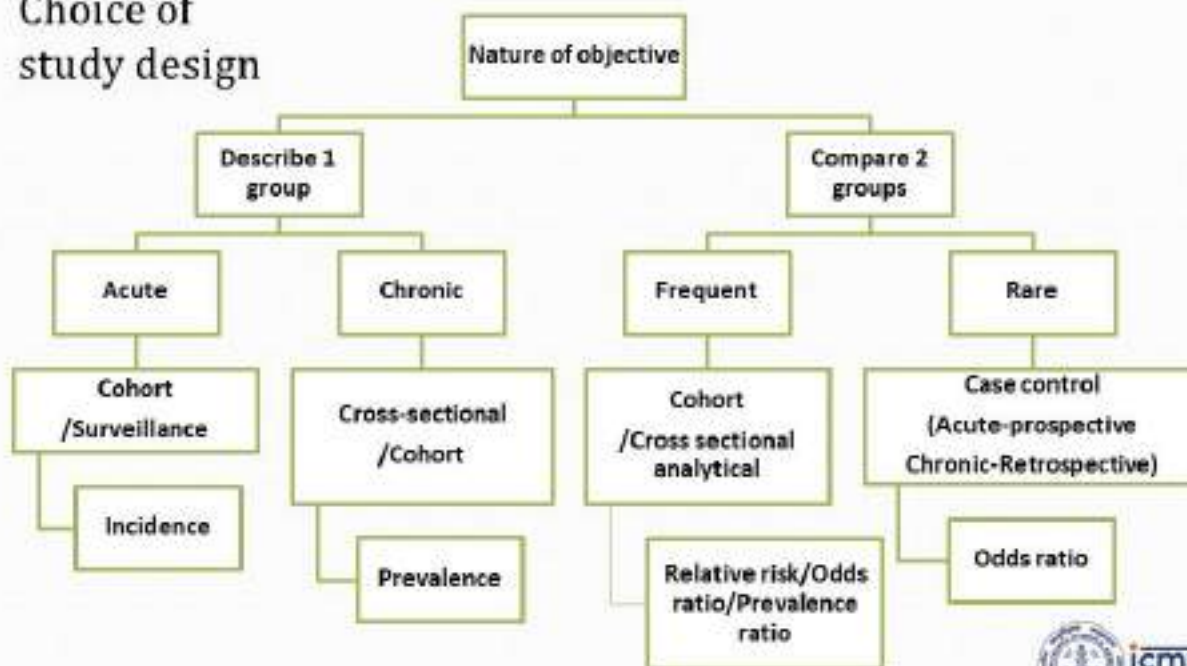 Choice of
study design
Nature of objective
Describe 1
group
Compare 2
groups
Acute
Chronic
Frequent
Rare
Cohort
/Surveillance
Cross-sectional
/Cohort
Cohort
/Cross sectional
analytical
Case control
(Acute-prospective
Chronic-Retrospective)
Incidence
Prevalence
Relative risk/Odds
ratio/Prevalence
ratio
Odds ratio
icm